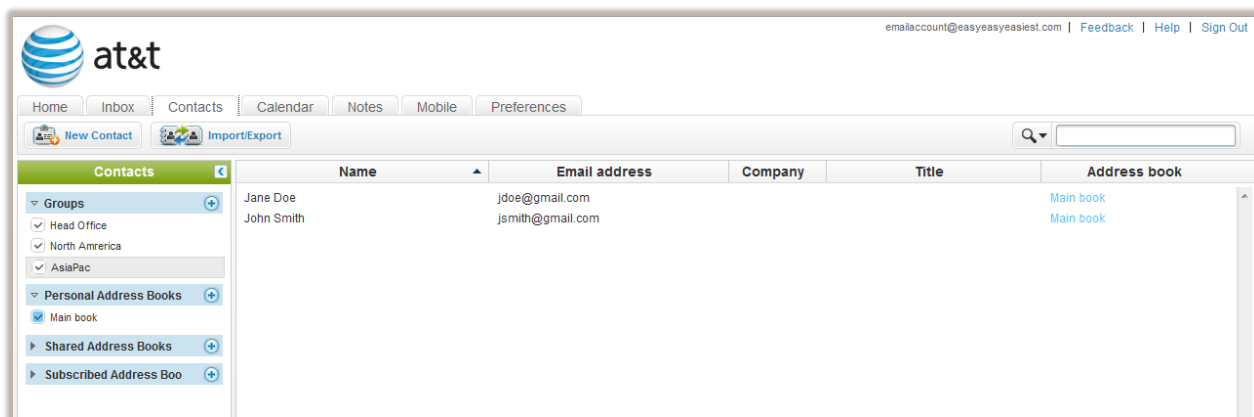 emailaccount@easyeasyeasiest.com | Feedback | Help | Sign Out
at&t
Home Inbox Contacts Calendar Notes Mobile Preferences
New Contact Import/Export
Contacts Name Email address Company Title Address book
Groups
Head Office
North Amrerica
AsiaPac
Personal Address Books
Main book
Shared Address Books
Subscribed Address Boo
Jane Doe jdoe@gmail.com Main book
John Smith jsmith@gmail.com Main book